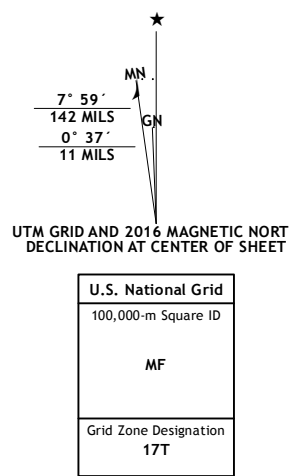 MN
GN
7° 59´
142 MILS
0° 37´
11 MILS
UTM GRID AND 2016 MAGNETIC NORT
DECLINATION AT CENTER OF SHEET
U.S. National Grid
100,000-m Square ID
MF
Grid Zone Designation
17T